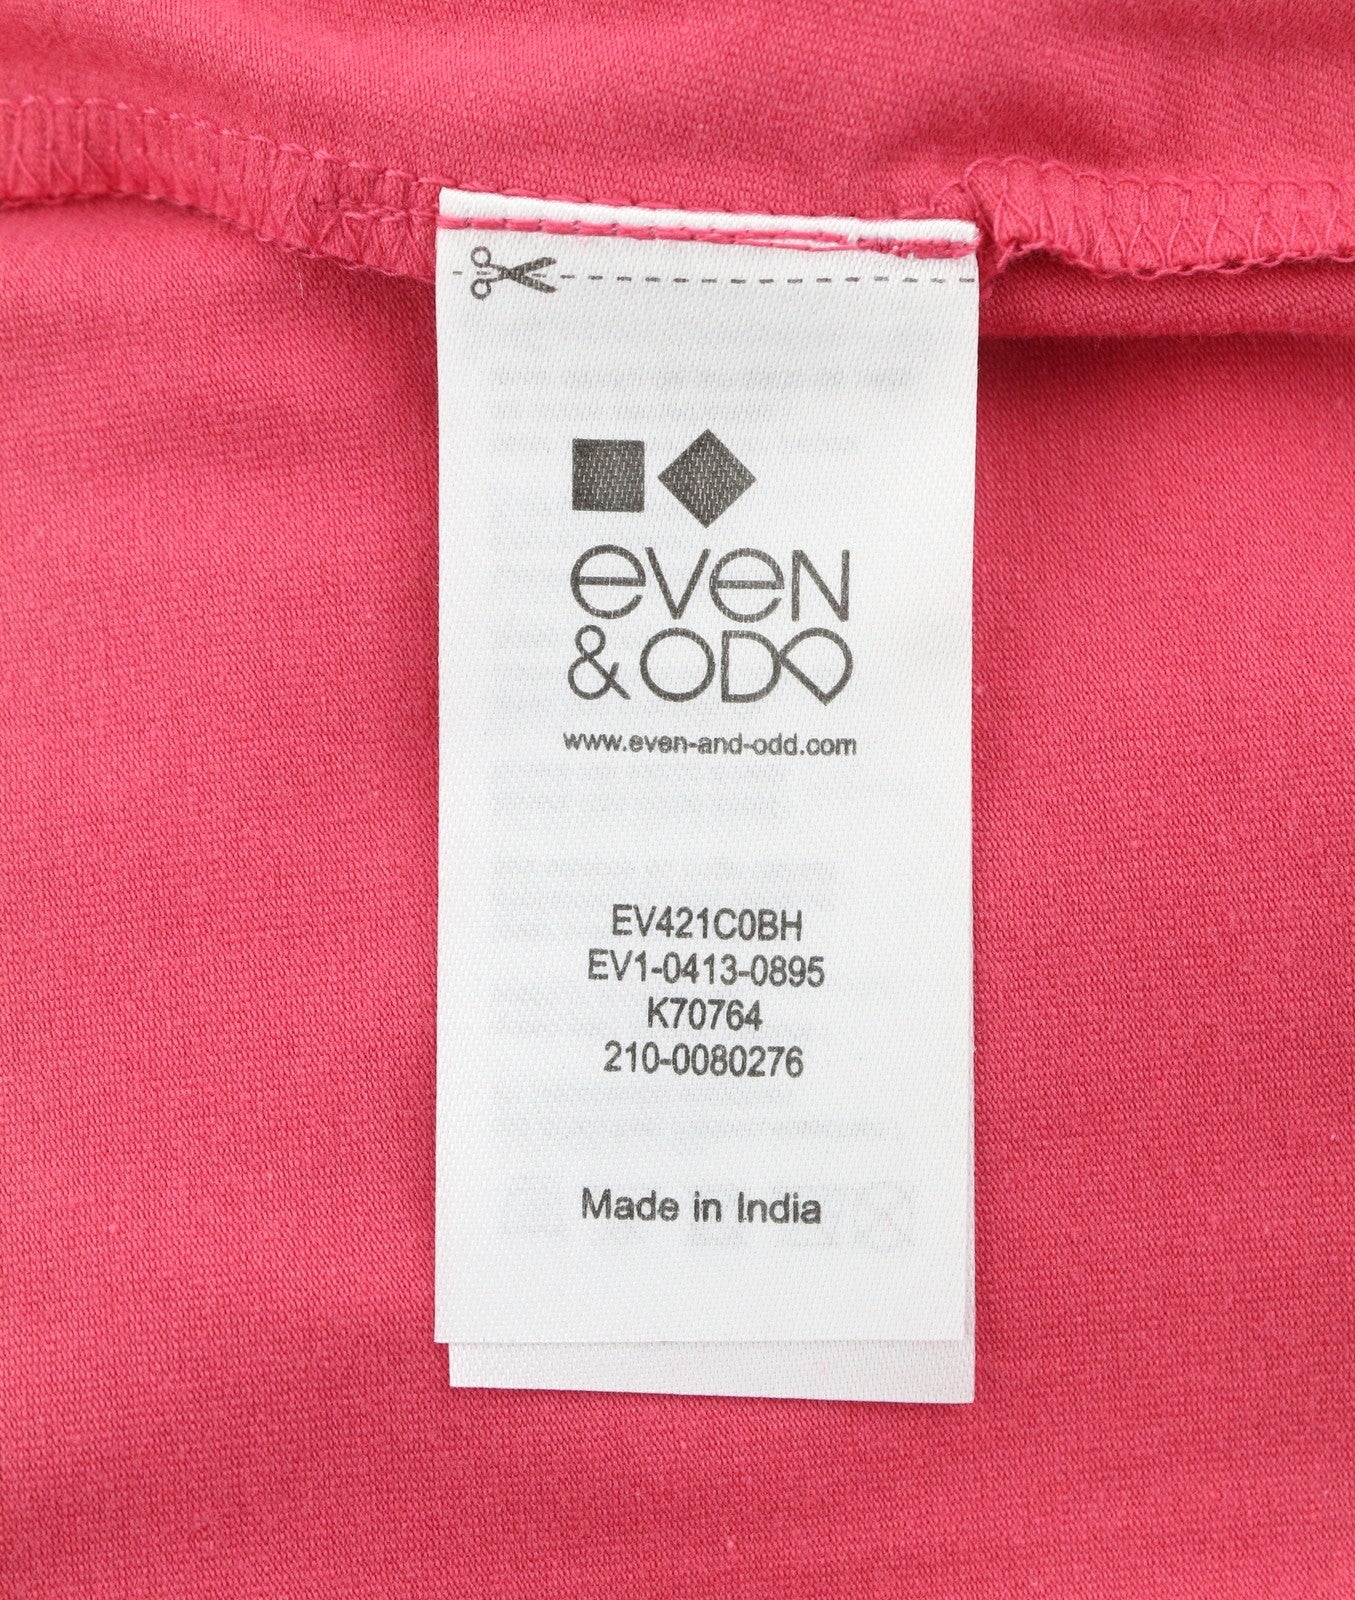 even
& ODD
www.even-and-odd.com
EV421C0BH
EV1-0413-0895
K70764
210-0080276
Made in India